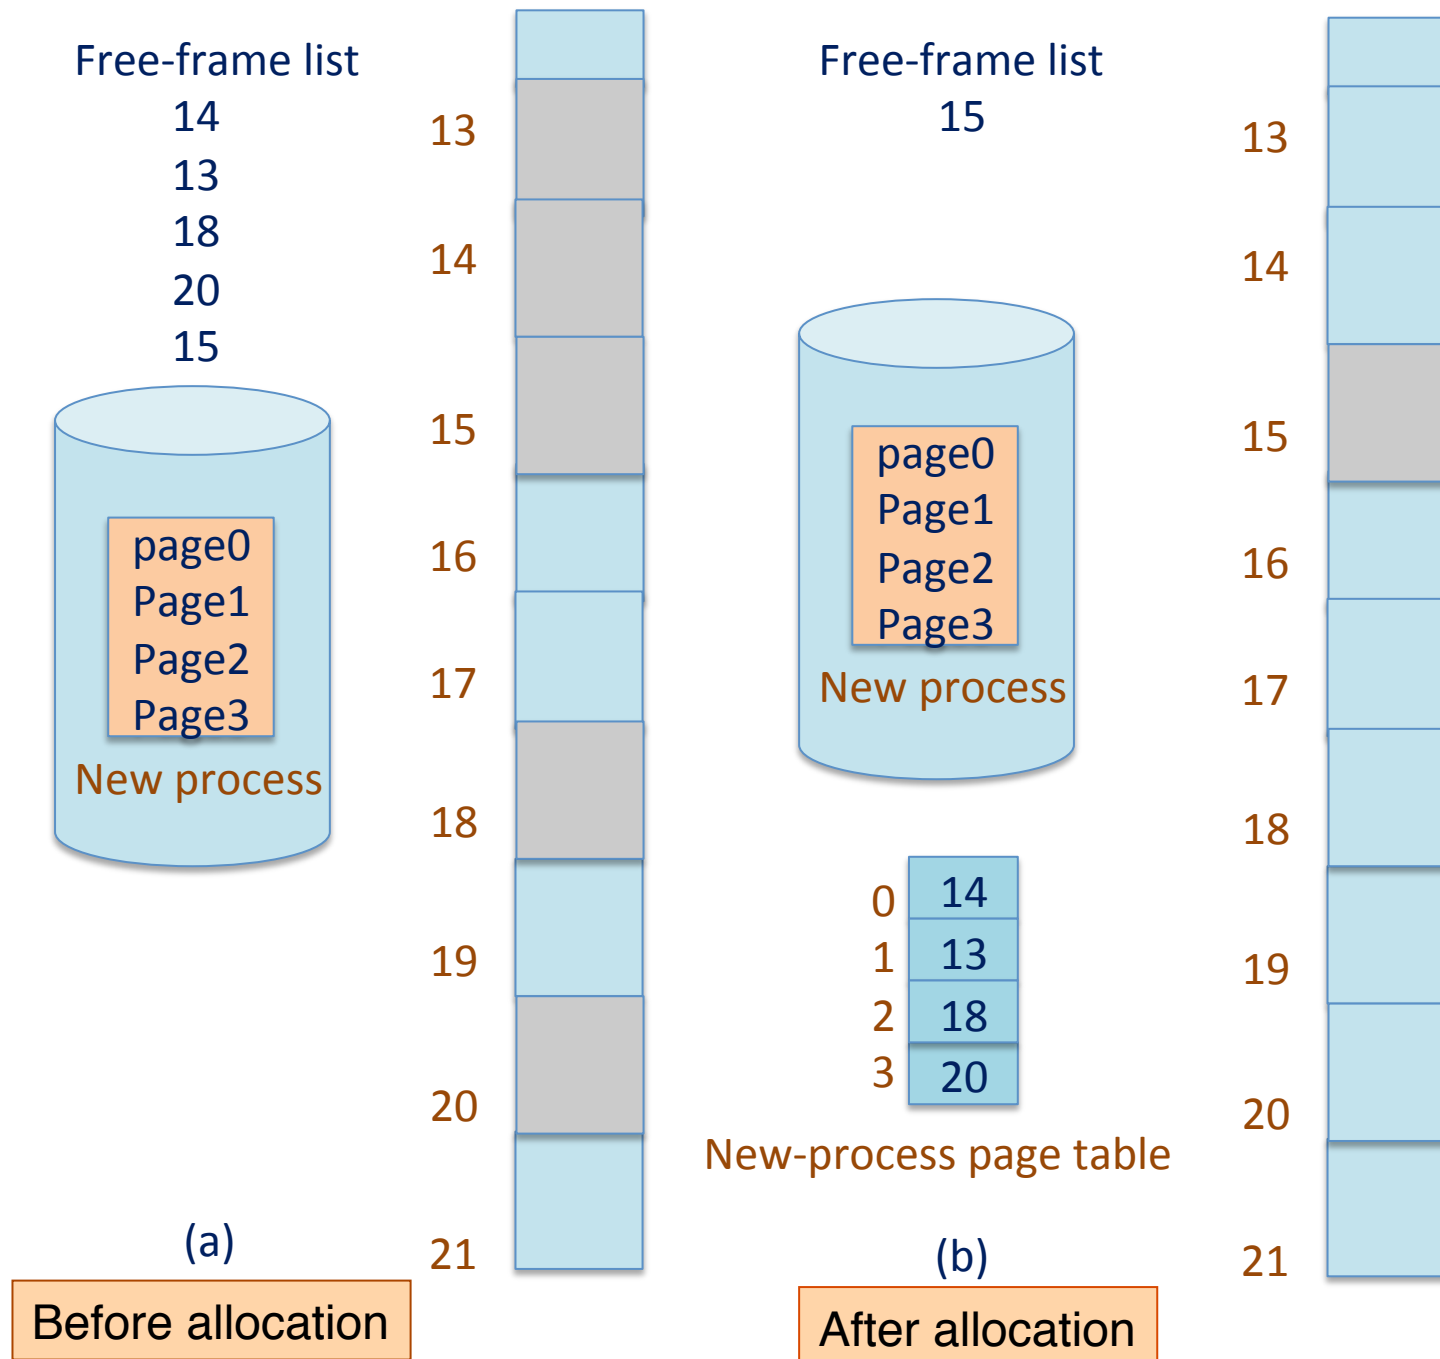 Free-frame list
14
13
18
20
15
page0
Page1
Page2
Page3
New process
(a)
Before allocation
13
14
15
16
17
18
19
20
21
Free-frame list
15
page0
Page1
Page2
Page3
New process
0 14
1 13
2 18
3 20
New-process page table
(b)
After allocation
13
14
15
16
17
18
19
20
21